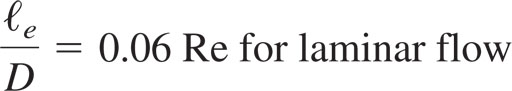 ℓₑ/D = 0.06 Re for laminar flow